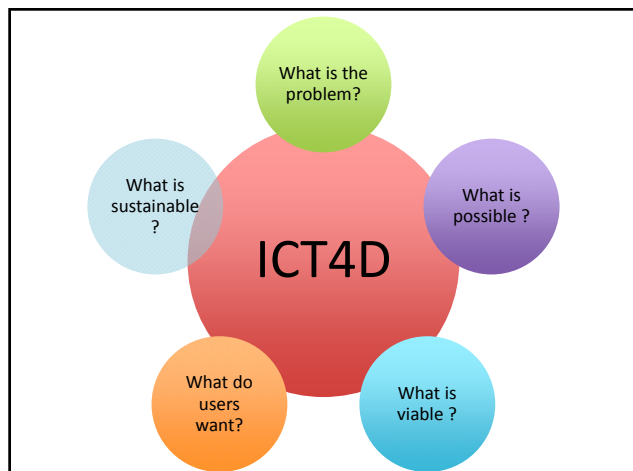 What is the
problem?
What is
possible ?
What is
viable ?
What do
users
want?
What is
sustainable
?
ICT4D